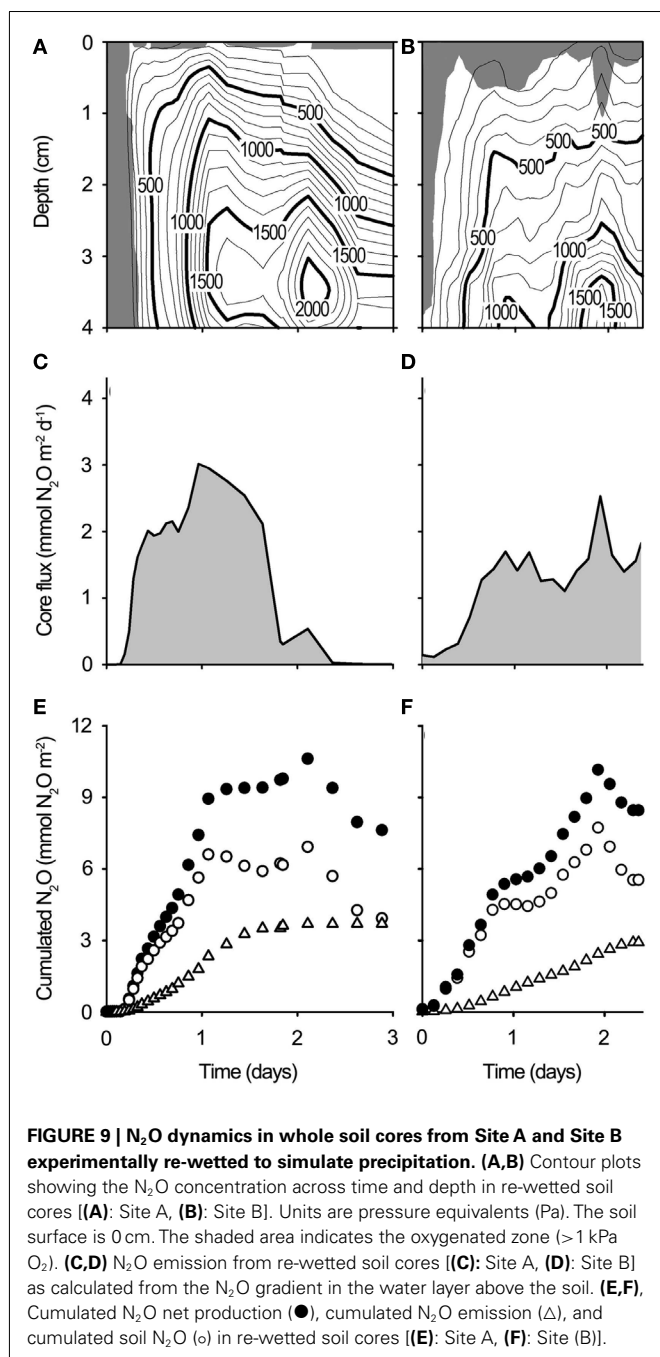 A
B
0
1
2
3
4
Depth (cm)
500
500
1000
1000
1000
1500
1500
1500
2000
500
500
500
1000
1000
1500
1500
C
D
4
3
2
1
0
Core flux (mmol N₂O m⁻² d⁻¹)
E
F
12
9
6
3
0
Cumulated N₂O (mmol N₂O m⁻²)
0 1 2 3
0 1 2
Time (days)
Time (days)
FIGURE 9 | N₂O dynamics in whole soil cores from Site A and Site B
experimentally re-wetted to simulate precipitation. (A,B) Contour plots
showing the N₂O concentration across time and depth in re-wetted soil
cores [(A): Site A, (B): Site B]. Units are pressure equivalents (Pa). The soil
surface is 0 cm. The shaded area indicates the oxygenated zone (>1 kPa
O₂). (C,D) N₂O emission from re-wetted soil cores [(C): Site A, (D): Site B]
as calculated from the N₂O gradient in the water layer above the soil. (E,F),
Cumulated N₂O net production (●), cumulated N₂O emission (△), and
cumulated soil N₂O (○) in re-wetted soil cores [(E): Site A, (F): Site (B)].